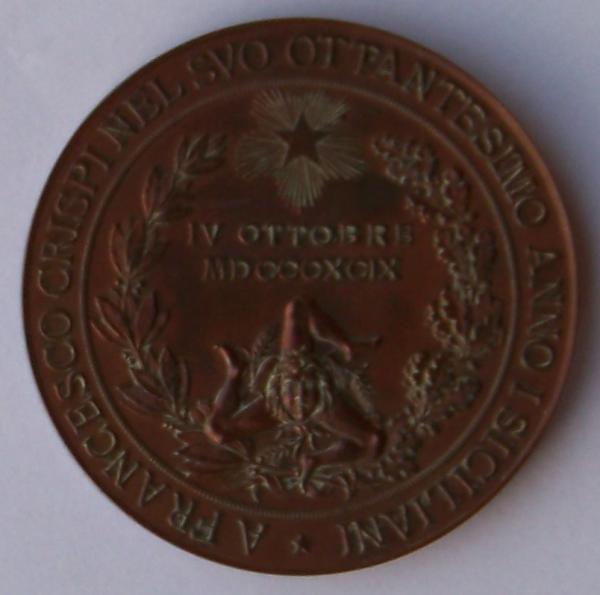 A FRANCESCO CRISPI NEL SVO OTTANTESIMO ANNO I SICILIANI
IV OTTOBRE
MDCCCXCIX